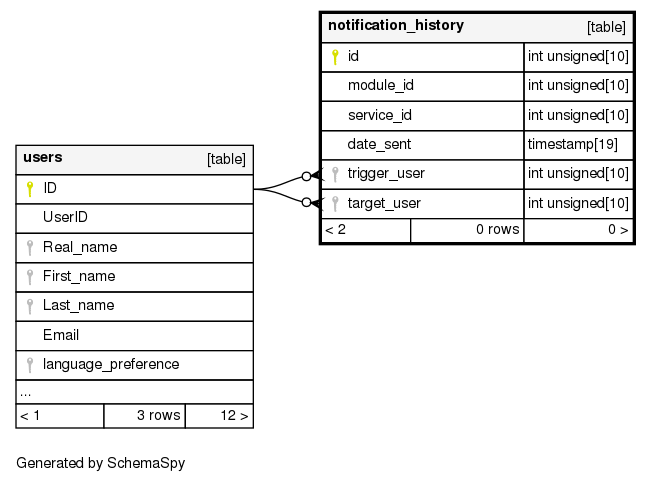 notification_history [table]
id int unsigned[10]
module_id int unsigned[10]
service_id int unsigned[10]
date_sent timestamp[19]
trigger_user int unsigned[10]
target_user int unsigned[10]
< 2 0 rows 0 >
users [table]
ID
UserID
Real_name
First_name
Last_name
Email
language_preference
...
< 1 3 rows 12 >
Generated by SchemaSpy